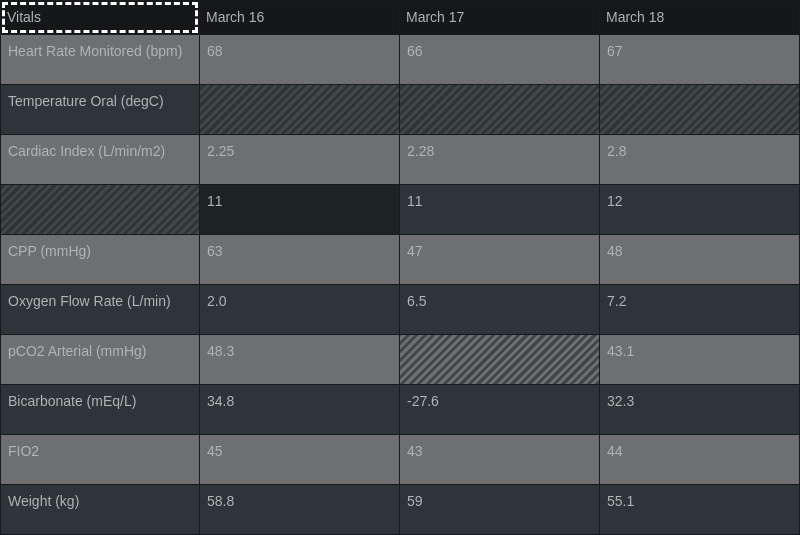 Vitals March 16 March 17 March 18
Heart Rate Monitored (bpm) 68 66 67
Temperature Oral (degC)
Cardiac Index (L/min/m2) 2.25 2.28 2.8
11 11 12
CPP (mmHg) 63 47 48
Oxygen Flow Rate (L/min) 2.0 6.5 7.2
pCO2 Arterial (mmHg) 48.3 43.1
Bicarbonate (mEq/L) 34.8 -27.6 32.3
FIO2 45 43 44
Weight (kg) 58.8 59 55.1